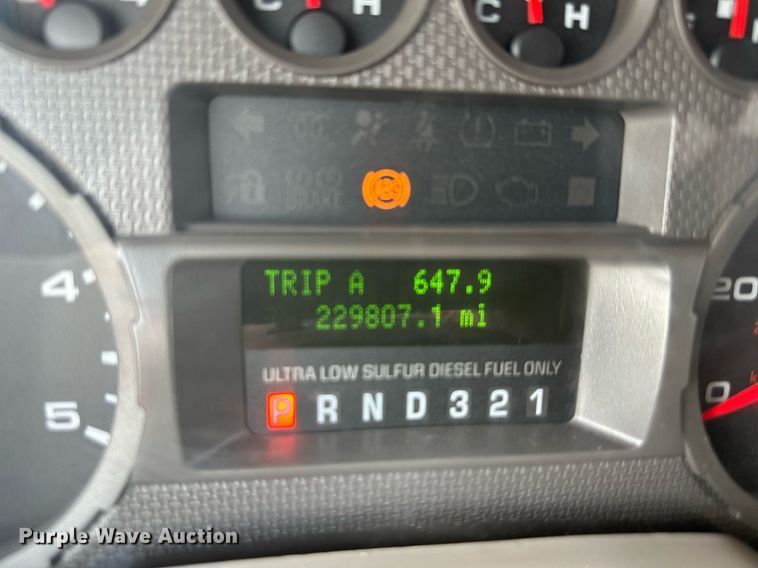 C H
C H
ABS
BRAKE
TRIP A 647.9
229807.1 mi
ULTRA LOW SULFUR DIESEL FUEL ONLY
P R N D 3 2 1
4
5
20
0
Purple Wave Auction